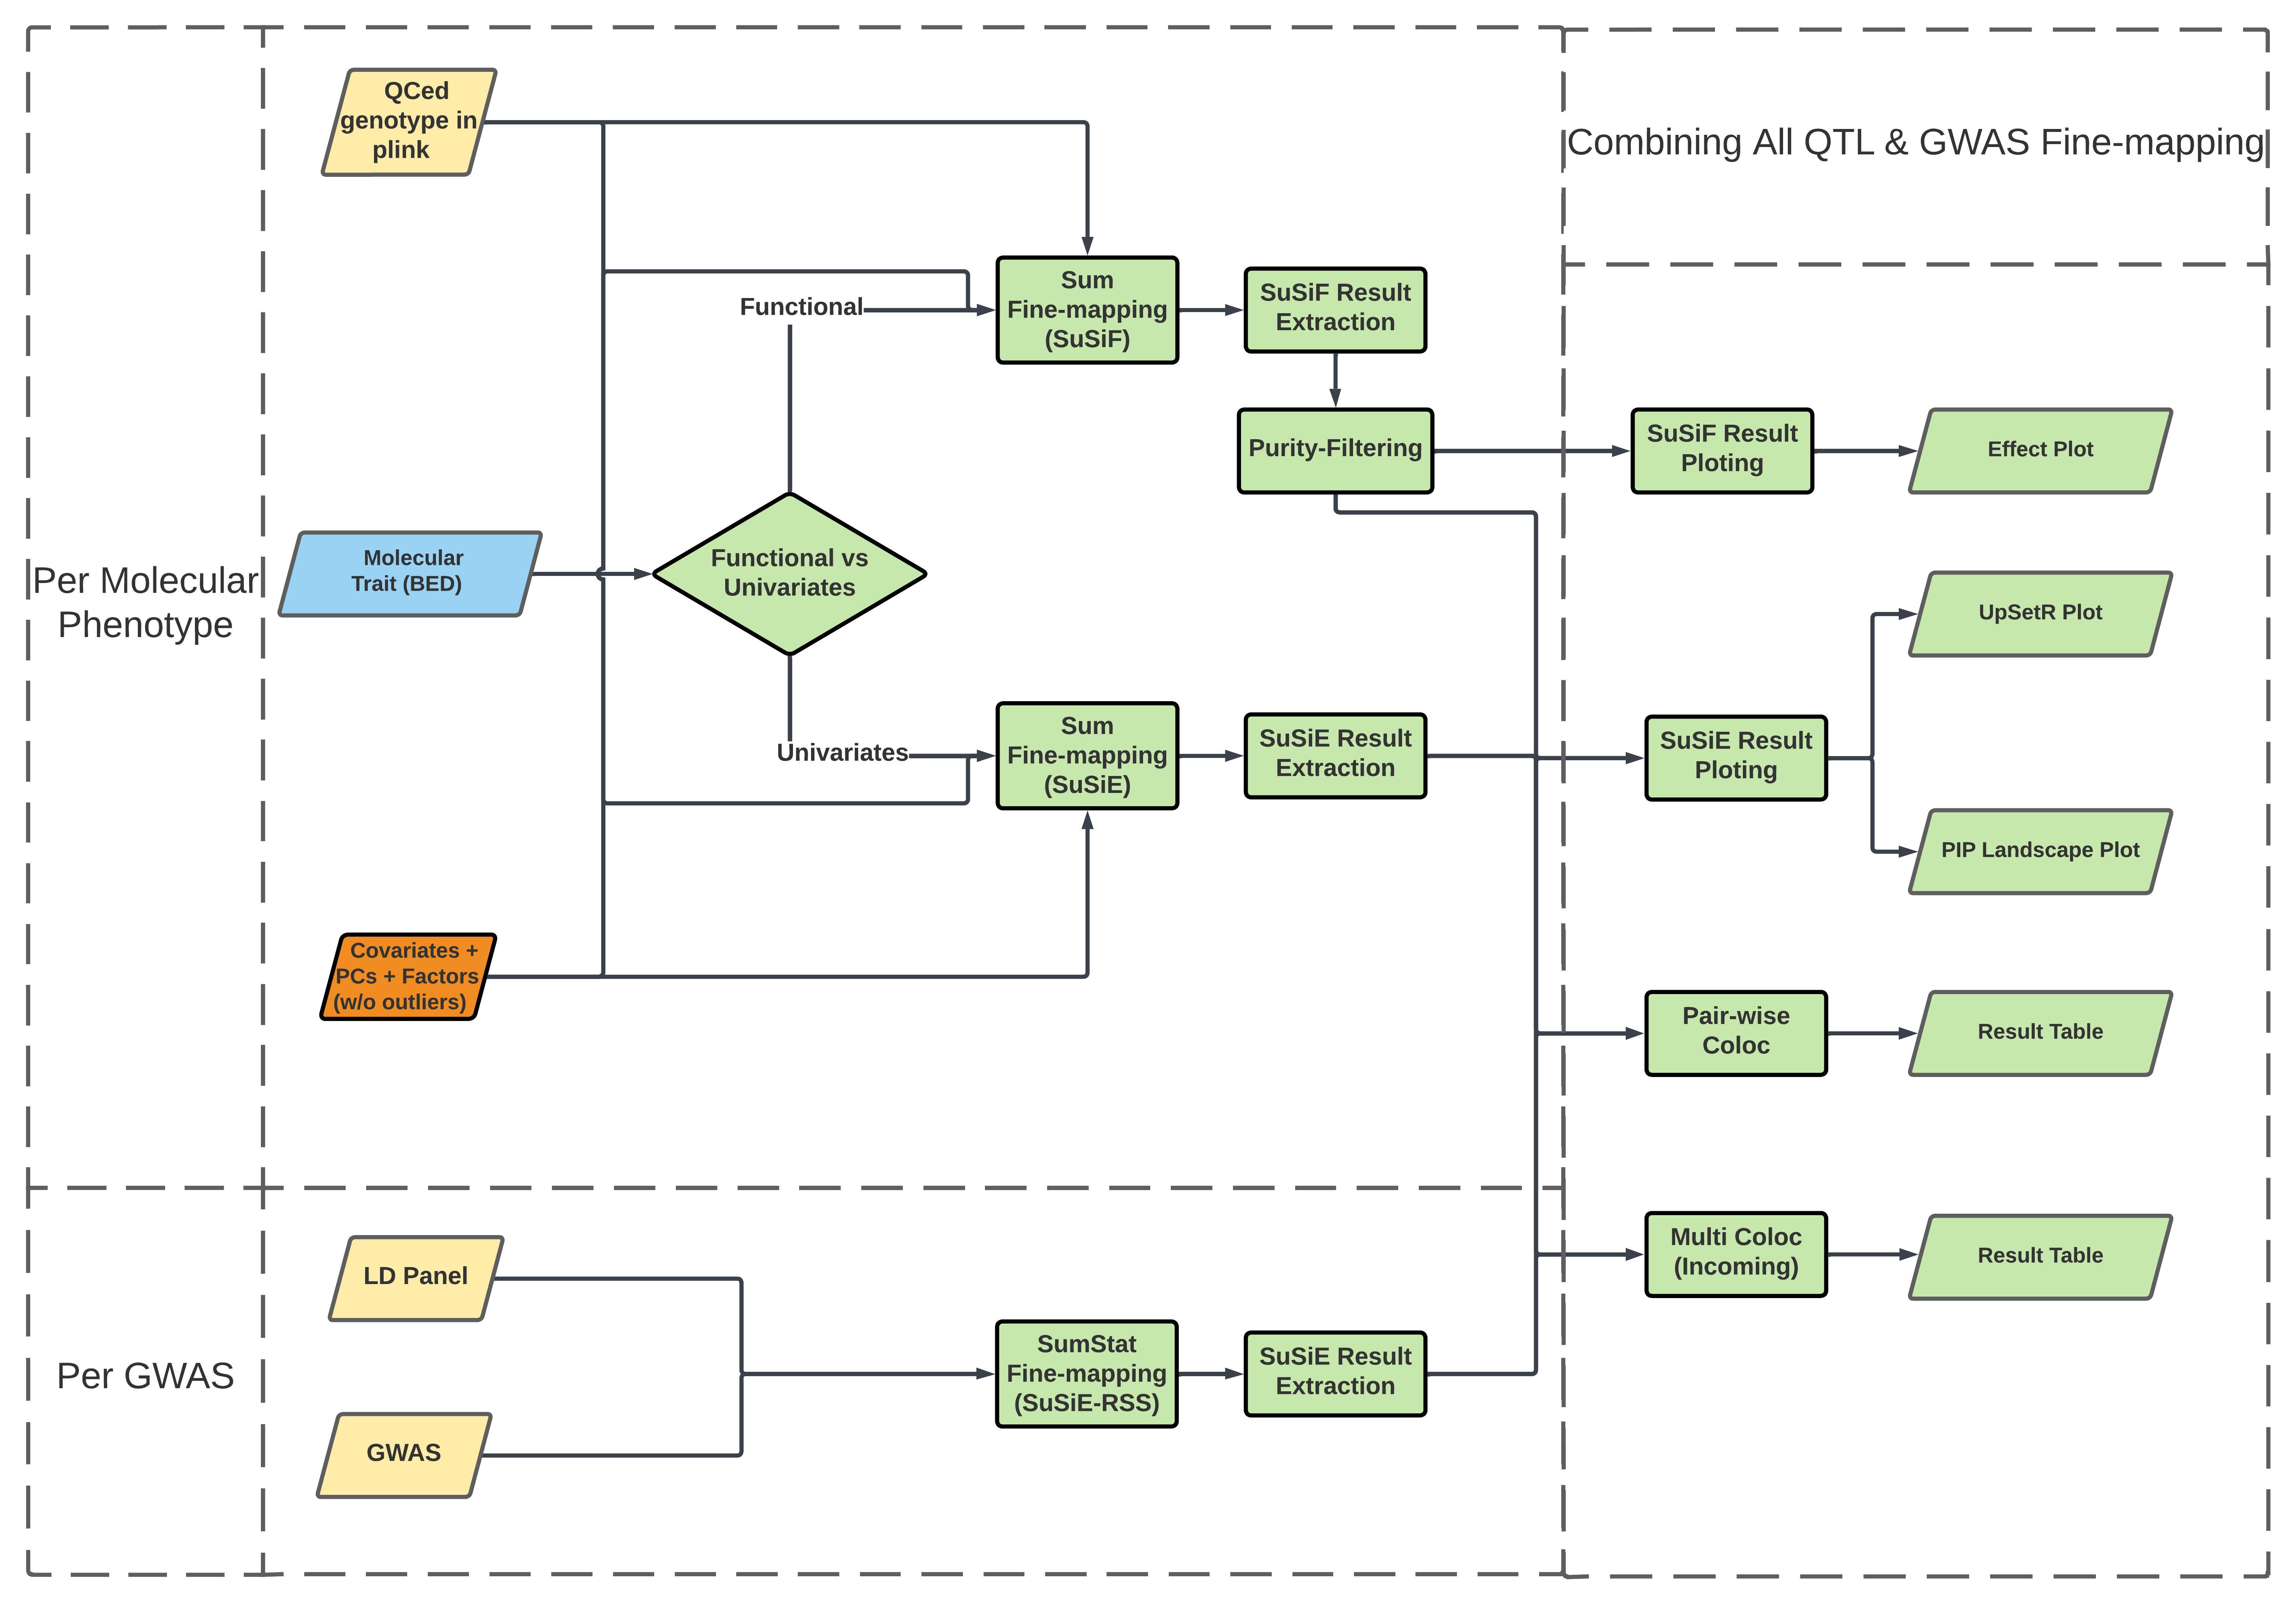 QCed
genotype in
plink
Combining All QTL & GWAS Fine-mapping
Sum
Fine-mapping
(SuSiF)
SuSiF Result
Extraction
Functional
Purity-Filtering
SuSiF Result
Ploting
Effect Plot
Per Molecular
Phenotype
Molecular
Trait (BED)
Functional vs
Univariates
UpSetR Plot
Univariates
Sum
Fine-mapping
(SuSiE)
SuSiE Result
Extraction
SuSiE Result
Ploting
PIP Landscape Plot
Covariates +
PCs + Factors
(w/o outliers)
Pair-wise
Coloc
Result Table
Multi Coloc
(Incoming)
Result Table
LD Panel
Per GWAS
SumStat
Fine-mapping
(SuSiE-RSS)
SuSiE Result
Extraction
GWAS